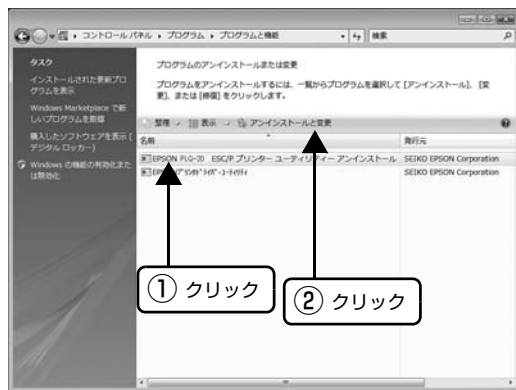 コントロール パネル ▸ プログラム ▸ プログラムと機能
検索
タスク
インストールされた更新プロ
グラムを表示
Windows Marketplace で新
しいプログラムを取得
購入したソフトウェアを表示 (
デジタル ロッカー)
Windows の機能の有効化また
は無効化
プログラムのアンインストールまたは変更
プログラムをアンインストールするには、一覧からプログラムを選択して [アンインストール]、[変
更]、または [修復] をクリックします。
整理 表示 アンインストールと変更
名前 発行元
EPSON PLQ-20 ESC/P プリンター ユーティリティー アンインストール SEIKO EPSON Corporation
SEIKO EPSON Corporation
① クリック
② クリック